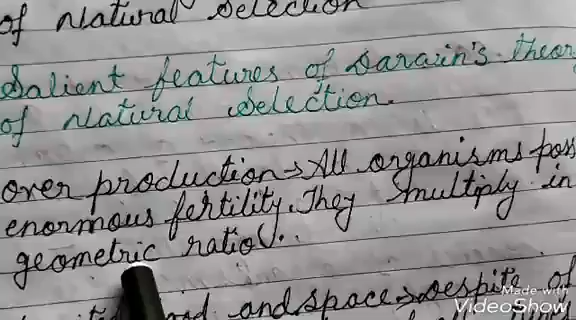 of Natural Selection
Salient features of Darwin's theor
of Natural Selection.
over production → All organisms poss
enormous fertility. They multiply in
geometric ratio.
and space → Despite of
Made with
VideoShow